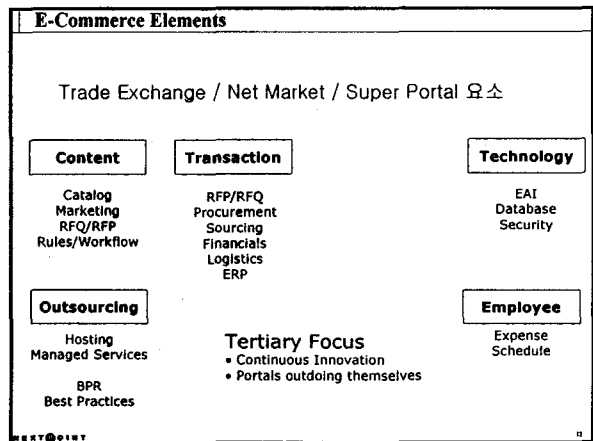 E-Commerce Elements
Trade Exchange / Net Market / Super Portal 요소
Content
Catalog
Marketing
RFQ/RFP
Rules/Workflow
Transaction
RFP/RFQ
Procurement
Sourcing
Financials
Logistics
ERP
Technology
EAI
Database
Security
Outsourcing
Hosting
Managed Services
BPR
Best Practices
Tertiary Focus
• Continuous Innovation
• Portals outdoing themselves
Employee
Expense
Schedule
NEXT@OINT